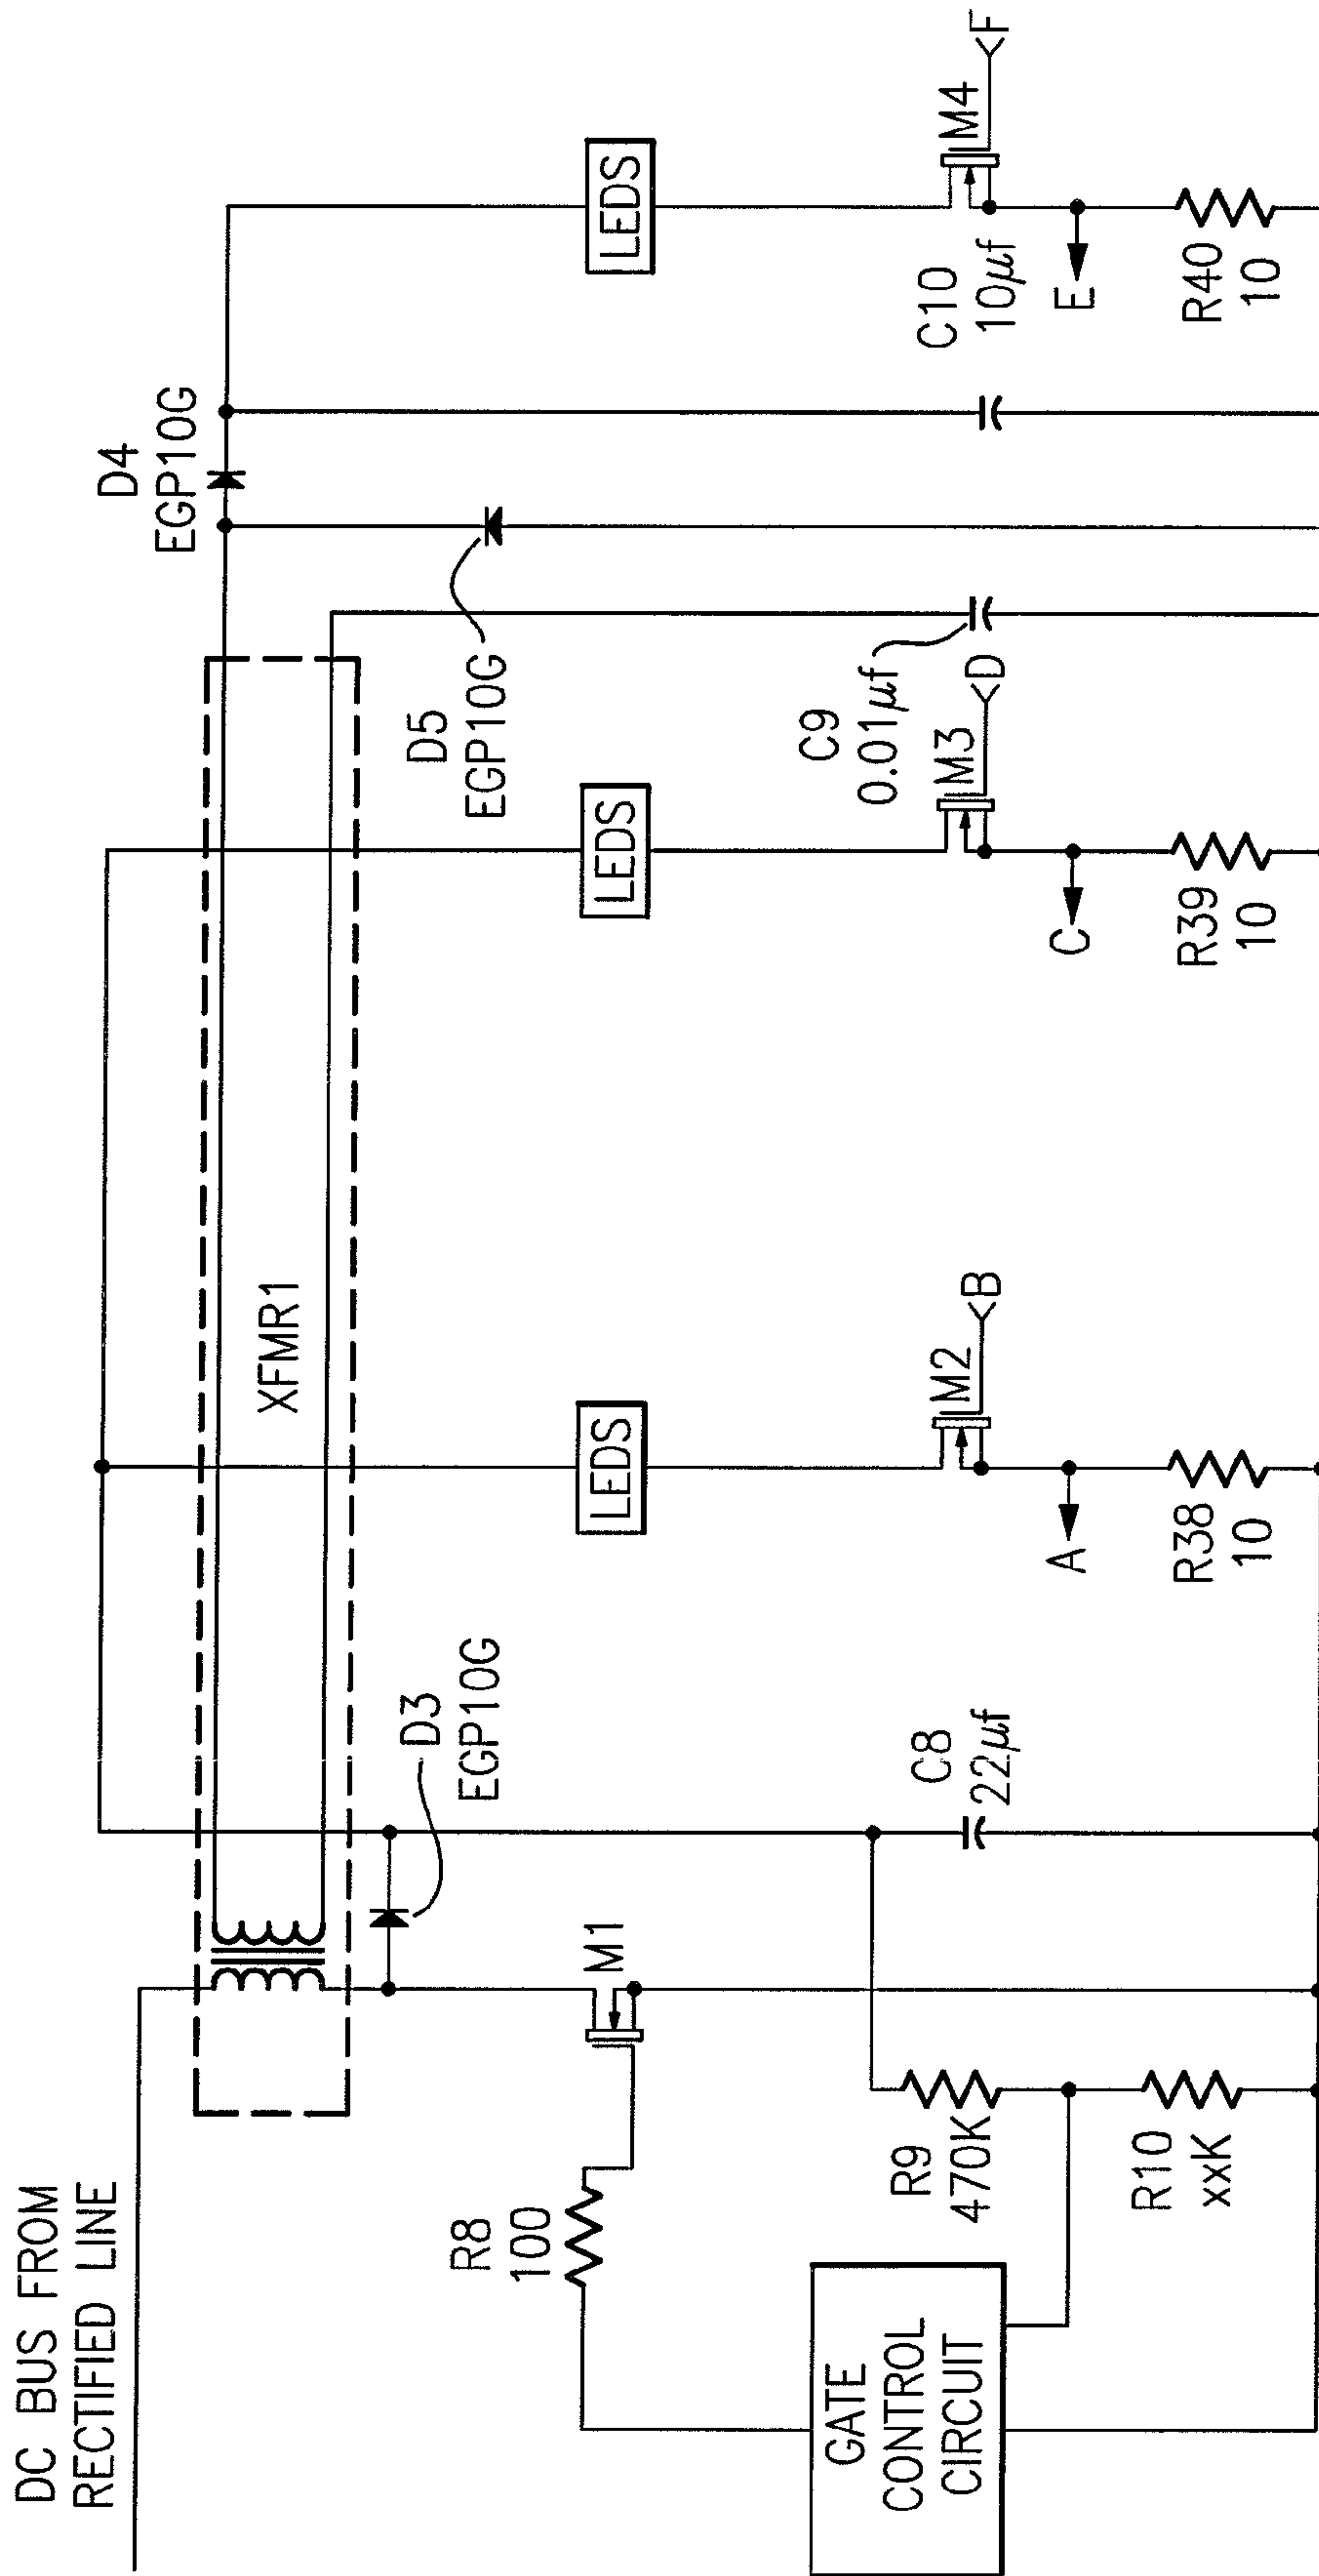 DC BUS FROM
RECTIFIED LINE
XFMR1
D4
EGP10G
D3
EGP10G
D5
EGP10G
R8
100
M1
LEDS
LEDS
LEDS
GATE
CONTROL
CIRCUIT
R9
470K
R10
xxK
C8
22µf
M2
B
A
R38
10
C9
0.01µf
M3
D
C
R39
10
C10
10µf
M4
F
E
R40
10